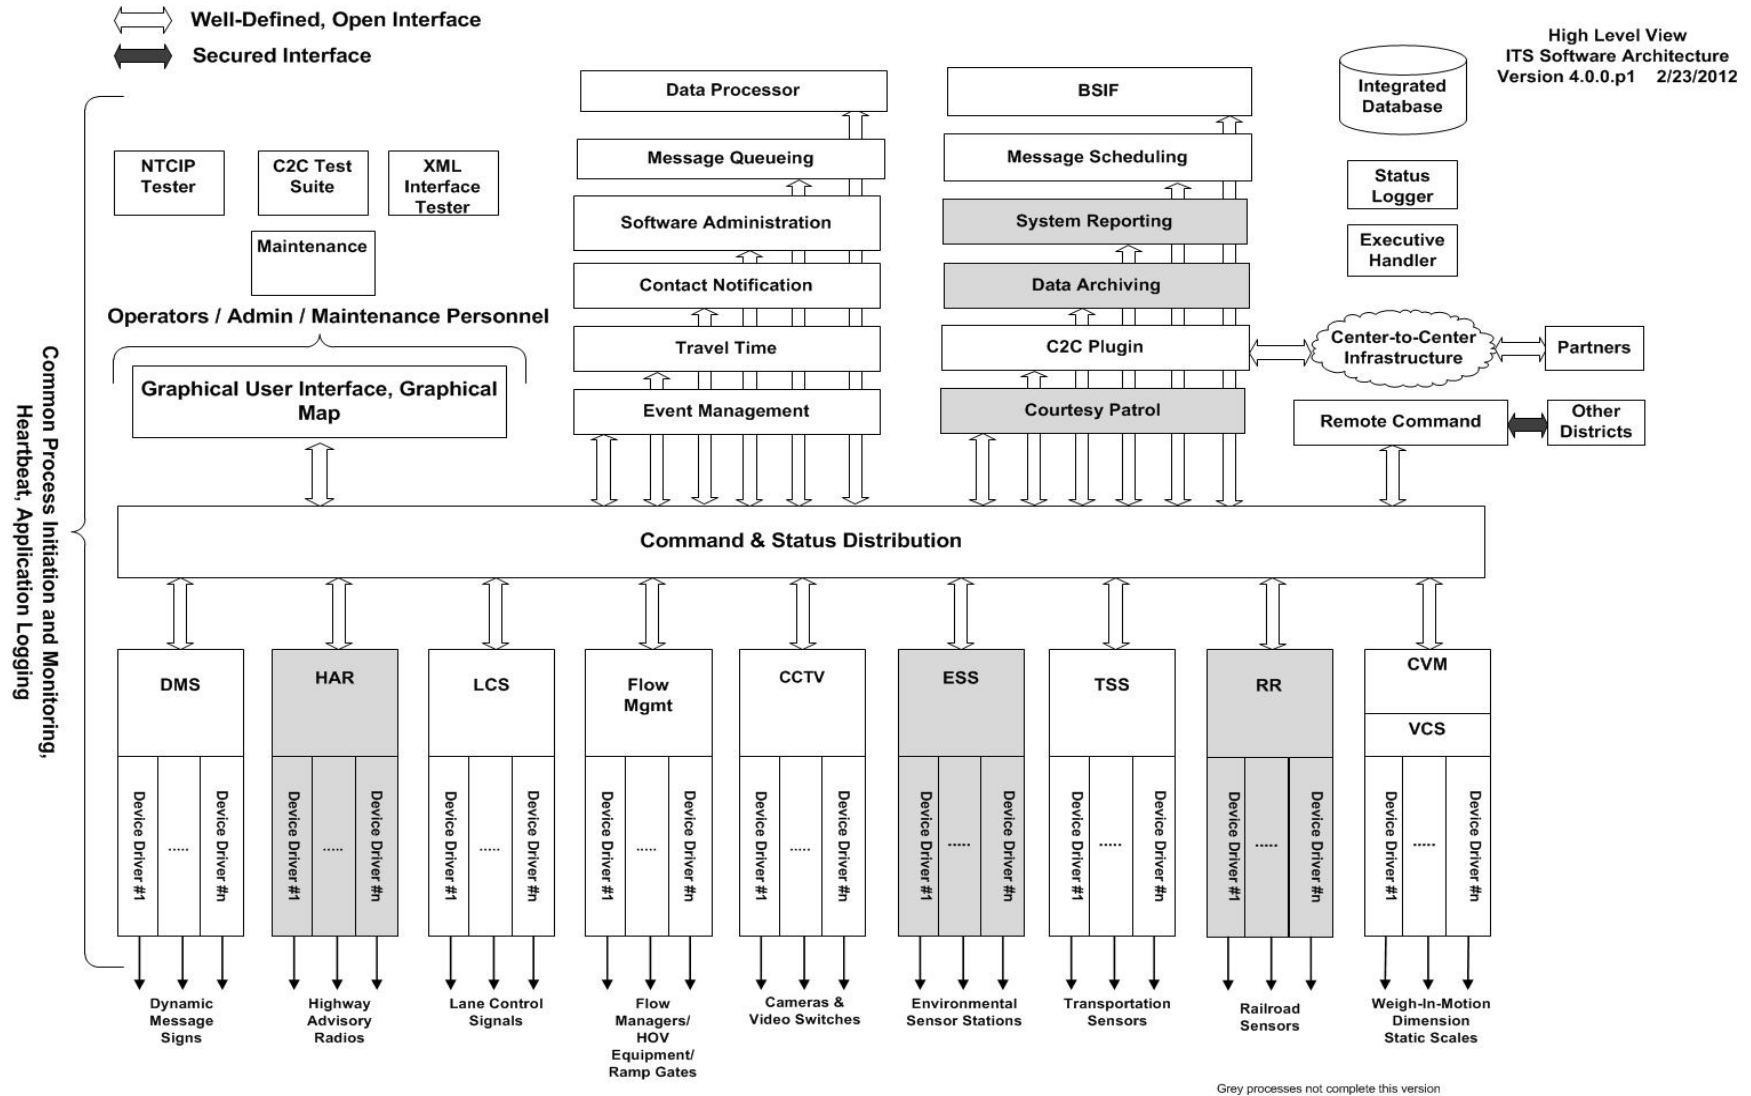 Well-Defined, Open Interface
Secured Interface
High Level View
ITS Software Architecture
Version 4.0.0.p1 2/23/2012
Common Process Initiation and Monitoring,
Heartbeat, Application Logging
NTCIP
Tester
C2C Test
Suite
XML
Interface
Tester
Maintenance
Operators / Admin / Maintenance Personnel
Graphical User Interface, Graphical
Map
Data Processor
Message Queueing
Software Administration
Contact Notification
Travel Time
Event Management
BSIF
Message Scheduling
System Reporting
Data Archiving
C2C Plugin
Courtesy Patrol
Integrated
Database
Status
Logger
Executive
Handler
Center-to-Center
Infrastructure
Partners
Remote Command
Other
Districts
Command & Status Distribution
DMS
Device Driver #1
.....
Device Driver #n
Dynamic
Message
Signs
HAR
Device Driver #1
.....
Device Driver #n
Highway
Advisory
Radios
LCS
Device Driver #1
.....
Device Driver #n
Lane Control
Signals
Flow
Mgmt
Device Driver #1
.....
Device Driver #n
Flow
Managers/
HOV
Equipment/
Ramp Gates
CCTV
Device Driver #1
.....
Device Driver #n
Cameras &
Video Switches
ESS
Device Driver #1
.....
Device Driver #n
Environmental
Sensor Stations
TSS
Device Driver #1
.....
Device Driver #n
Transportation
Sensors
RR
Device Driver #1
.....
Device Driver #n
Railroad
Sensors
CVM
VCS
Device Driver #1
.....
Device Driver #n
Weigh-In-Motion
Dimension
Static Scales
Grey processes not complete this version